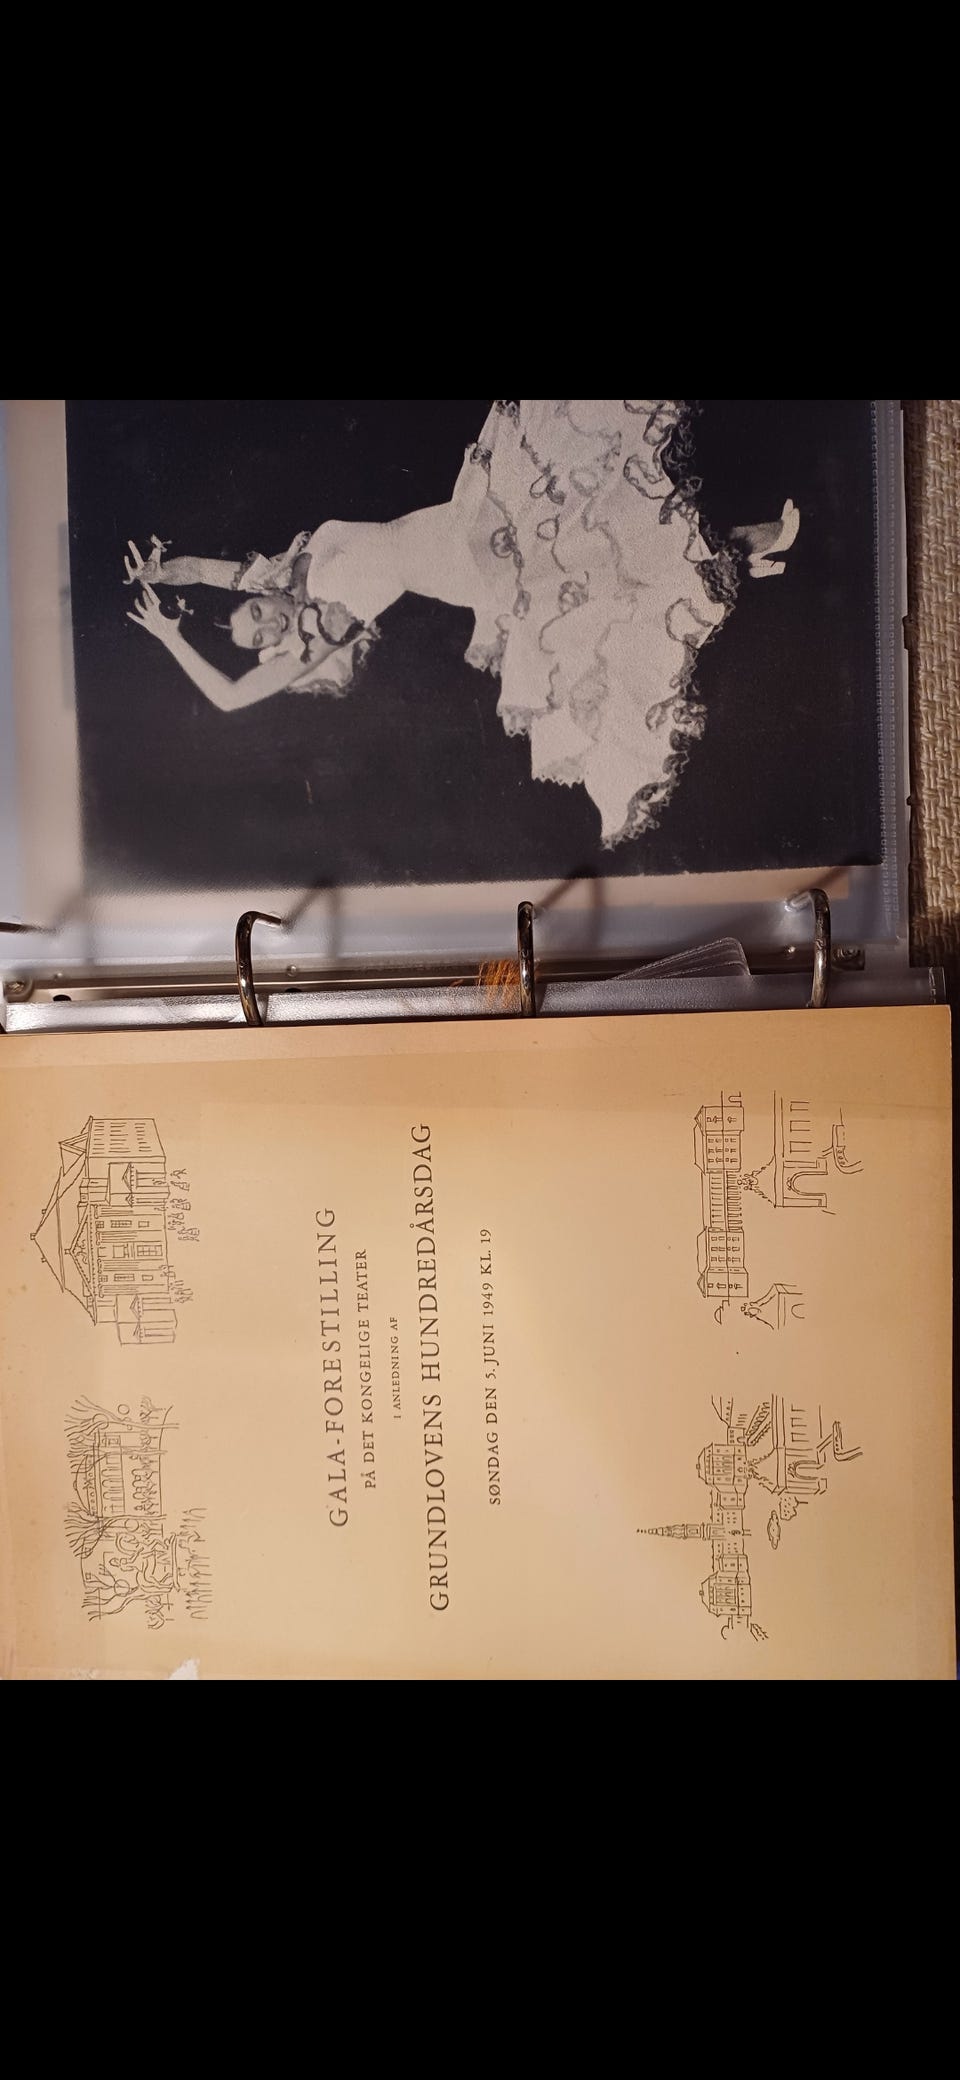 GALA-FORESTILLING
PÅ DET KONGELIGE TEATER
I ANLEDNING AF
GRUNDLOVENS HUNDREDÅRSDAG
SØNDAG DEN 5. JUNI 1949 KL. 19